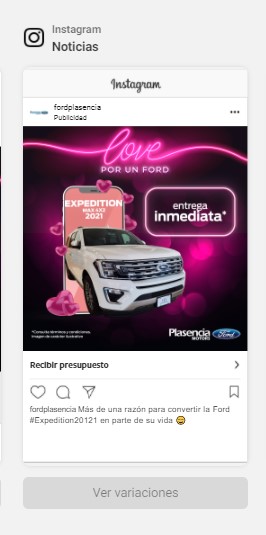 Instagram
Noticias
Instagram
fordplasencia
Publicidad
love
POR UN FORD
EXPEDITION
MAX 4X2
2021
entrega
inmediata*
*Consulta términos y condiciones,
Imagen de carácter ilustrativo
Plasencia
MOTORS
Ford
Recibir presupuesto
fordplasencia Más de una razón para convertir la Ford
#Expedition20121 en parte de su vida 😄
Ver variaciones